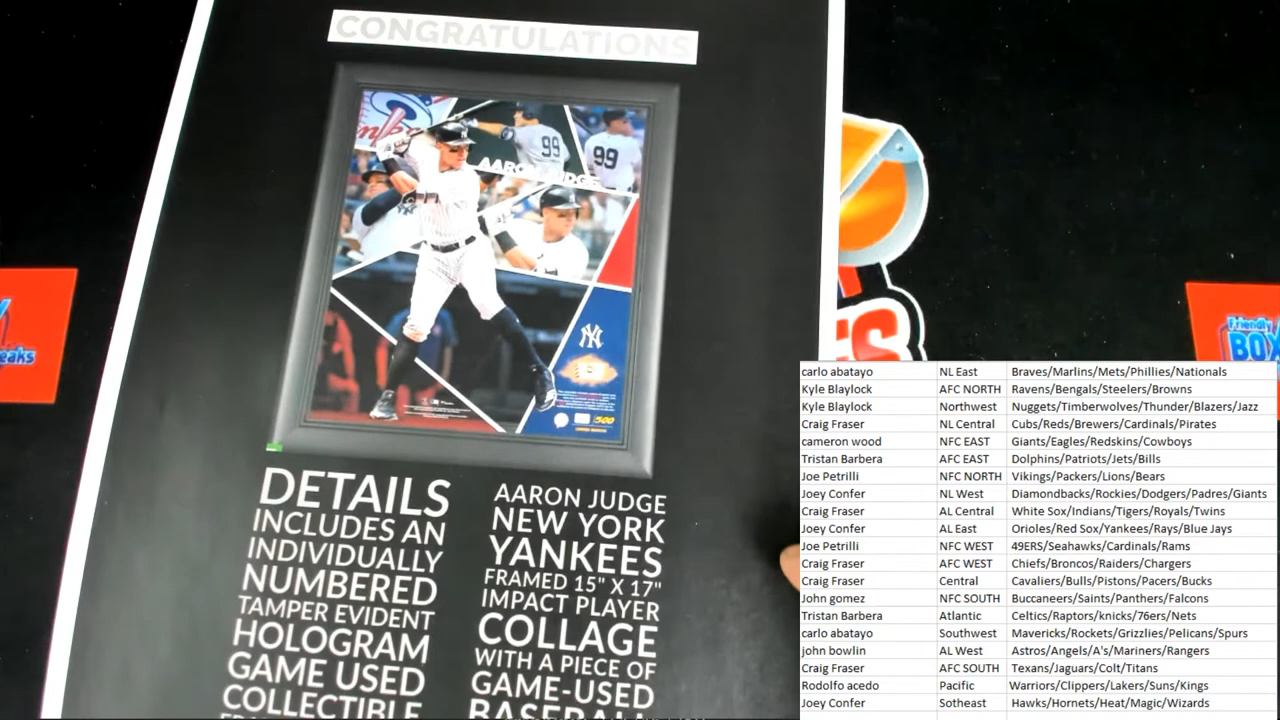 CONGRATULATIONS
99
99
AARON JUDGE
500
DETAILS
INCLUDES AN
INDIVIDUALLY
NUMBERED
TAMPER EVIDENT
HOLOGRAM
GAME USED
COLLECTIBLE
AARON JUDGE
NEW YORK
YANKEES
FRAMED 15" X 17"
IMPACT PLAYER
COLLAGE
WITH A PIECE OF
GAME-USED
BASEBALL
eaks
ES
Friendly
BOX
carlo abatayo NL East Braves/Marlins/Mets/Phillies/Nationals
Kyle Blaylock AFC NORTH Ravens/Bengals/Steelers/Browns
Kyle Blaylock Northwest Nuggets/Timberwolves/Thunder/Blazers/Jazz
Craig Fraser NL Central Cubs/Reds/Brewers/Cardinals/Pirates
cameron wood NFC EAST Giants/Eagles/Redskins/Cowboys
Tristan Barbera AFC EAST Dolphins/Patriots/Jets/Bills
Joe Petrilli NFC NORTH Vikings/Packers/Lions/Bears
Joey Confer NL West Diamondbacks/Rockies/Dodgers/Padres/Giants
Craig Fraser AL Central White Sox/Indians/Tigers/Royals/Twins
Joey Confer AL East Orioles/Red Sox/Yankees/Rays/Blue Jays
Joe Petrilli NFC WEST 49ERS/Seahawks/Cardinals/Rams
Craig Fraser AFC WEST Chiefs/Broncos/Raiders/Chargers
Craig Fraser Central Cavaliers/Bulls/Pistons/Pacers/Bucks
John gomez NFC SOUTH Buccaneers/Saints/Panthers/Falcons
Tristan Barbera Atlantic Celtics/Raptors/knicks/76ers/Nets
carlo abatayo Southwest Mavericks/Rockets/Grizzlies/Pelicans/Spurs
john bowlin AL West Astros/Angels/A's/Mariners/Rangers
Craig Fraser AFC SOUTH Texans/Jaguars/Colt/Titans
Rodolfo acedo Pacific Warriors/Clippers/Lakers/Suns/Kings
Joey Confer Sotheast Hawks/Hornets/Heat/Magic/Wizards